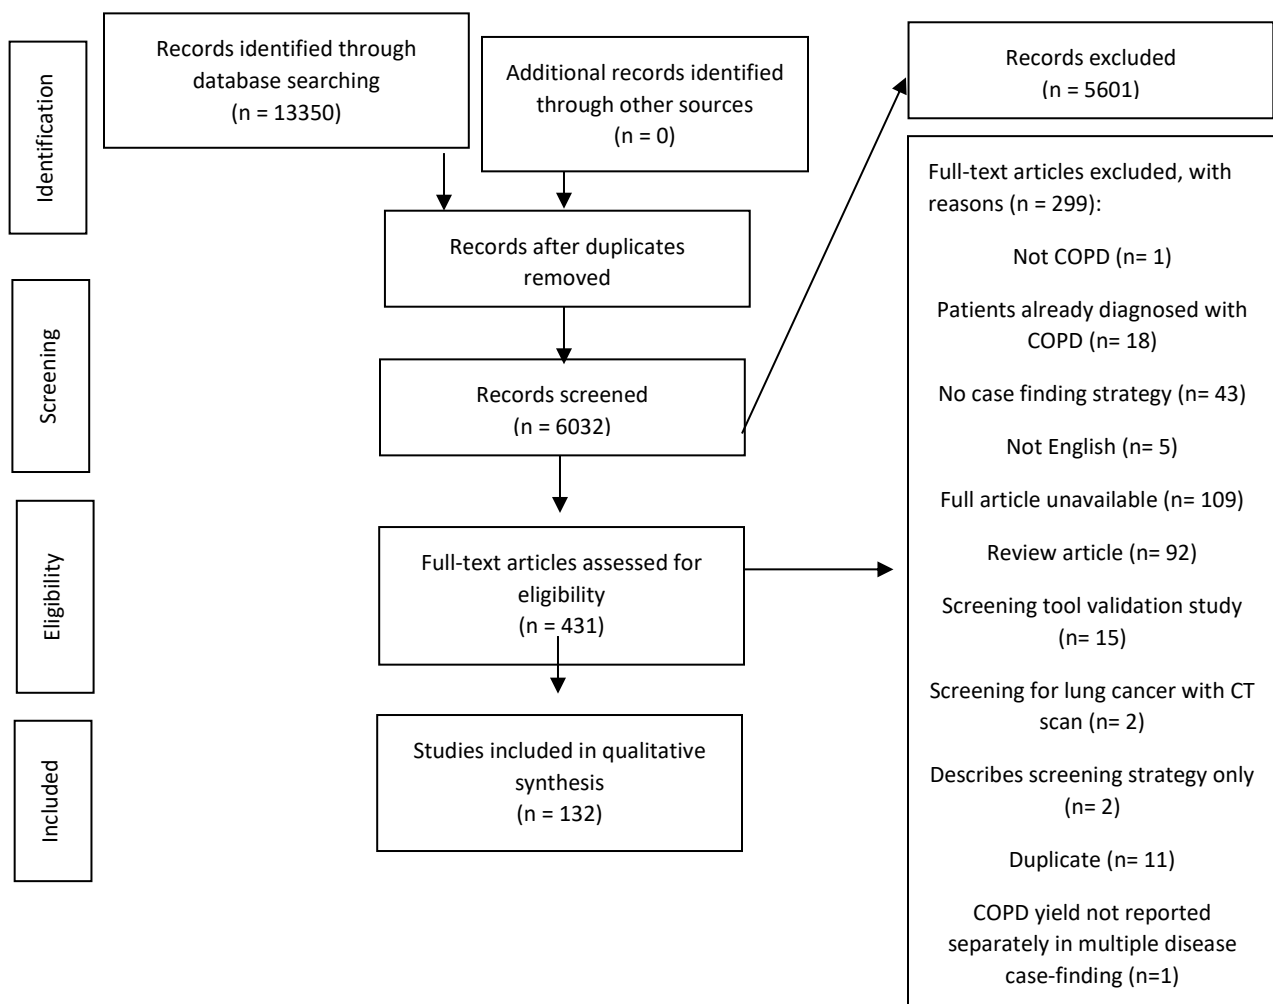 Identification
Records identified through
database searching
(n = 13350)
Additional records identified
through other sources
(n = 0)
Records excluded
(n = 5601)
Records after duplicates
removed
Screening
Records screened
(n = 6032)
Full-text articles excluded, with
reasons (n = 299):
Not COPD (n= 1)
Patients already diagnosed with
COPD (n= 18)
No case finding strategy (n= 43)
Not English (n= 5)
Full article unavailable (n= 109)
Review article (n= 92)
Screening tool validation study
(n= 15)
Screening for lung cancer with CT
scan (n= 2)
Describes screening strategy only
(n= 2)
Duplicate (n= 11)
COPD yield not reported
separately in multiple disease
case-finding (n=1)
Eligibility
Full-text articles assessed for
eligibility
(n = 431)
Included
Studies included in qualitative
synthesis
(n = 132)